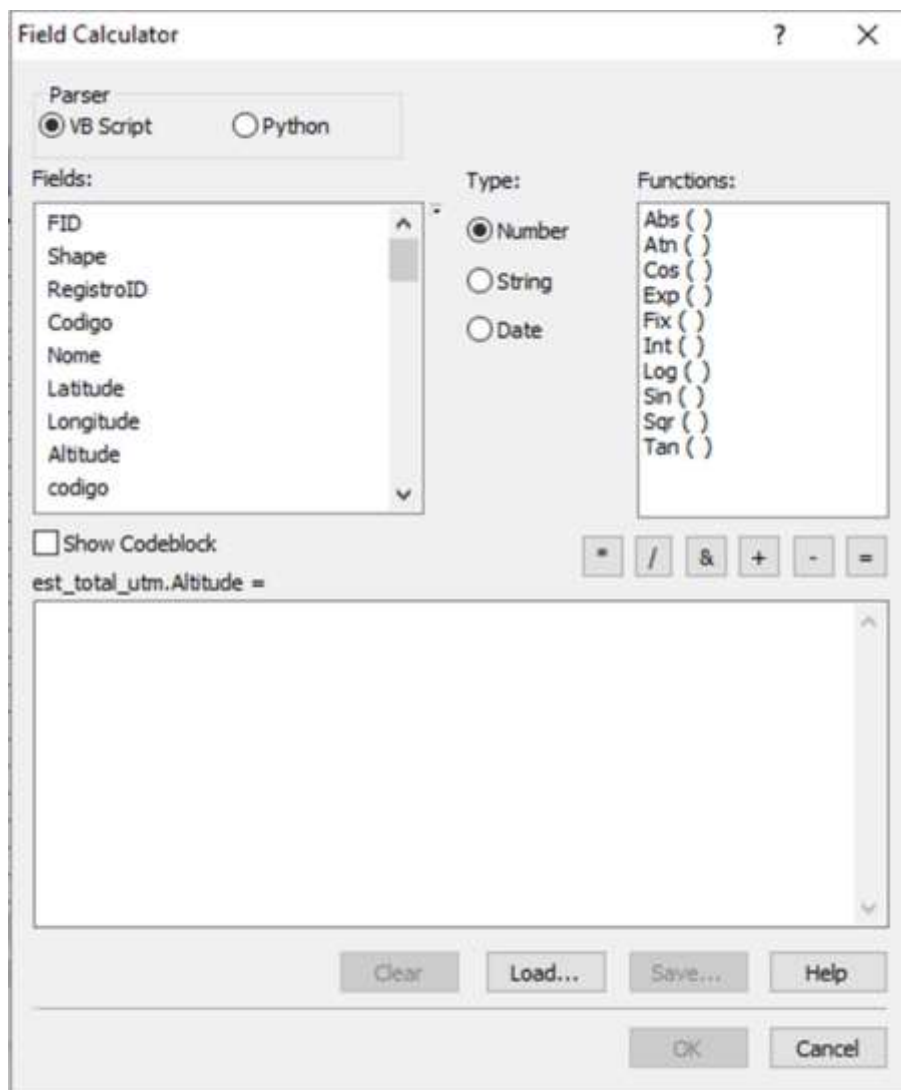 Field Calculator ? X
Parser
VB Script Python
Fields:
Type:
Functions:
FID
Shape
RegistroID
Codigo
Nome
Latitude
Longitude
Altitude
codigo
Number
String
Date
Abs ( )
Atn ( )
Cos ( )
Exp ( )
Fix ( )
Int ( )
Log ( )
Sin ( )
Sqr ( )
Tan ( )
Show Codeblock
* / & + - =
est_total_utm.Altitude =
Clear Load... Save... Help
OK Cancel